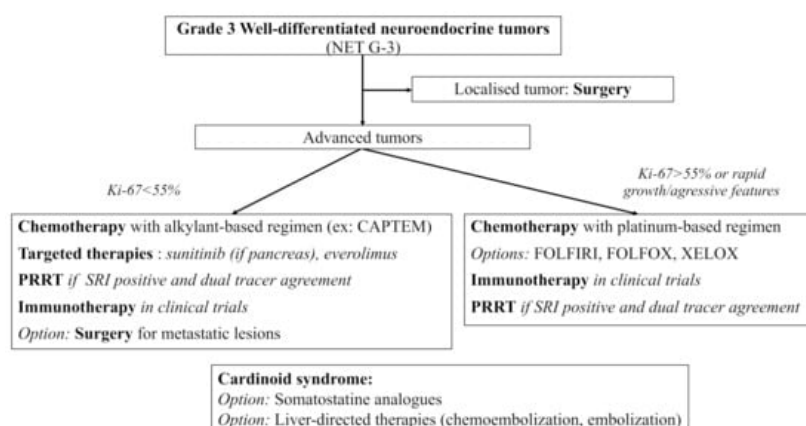 Grade 3 Well-differentiated neuroendocrine tumors
(NET G-3)
Localised tumor: Surgery
Advanced tumors
Ki-67<55%
Ki-67>55% or rapid
growth/agressive features
Chemotherapy with alkylant-based regimen (ex: CAPTEM)
Targeted therapies : sunitinib (if pancreas), everolimus
PRRT if SRI positive and dual tracer agreement
Immunotherapy in clinical trials
Option: Surgery for metastatic lesions
Chemotherapy with platinum-based regimen
Options: FOLFIRI, FOLFOX, XELOX
Immunotherapy in clinical trials
PRRT if SRI positive and dual tracer agreement
Cardinoid syndrome:
Option: Somatostatine analogues
Option: Liver-directed therapies (chemoembolization, embolization)